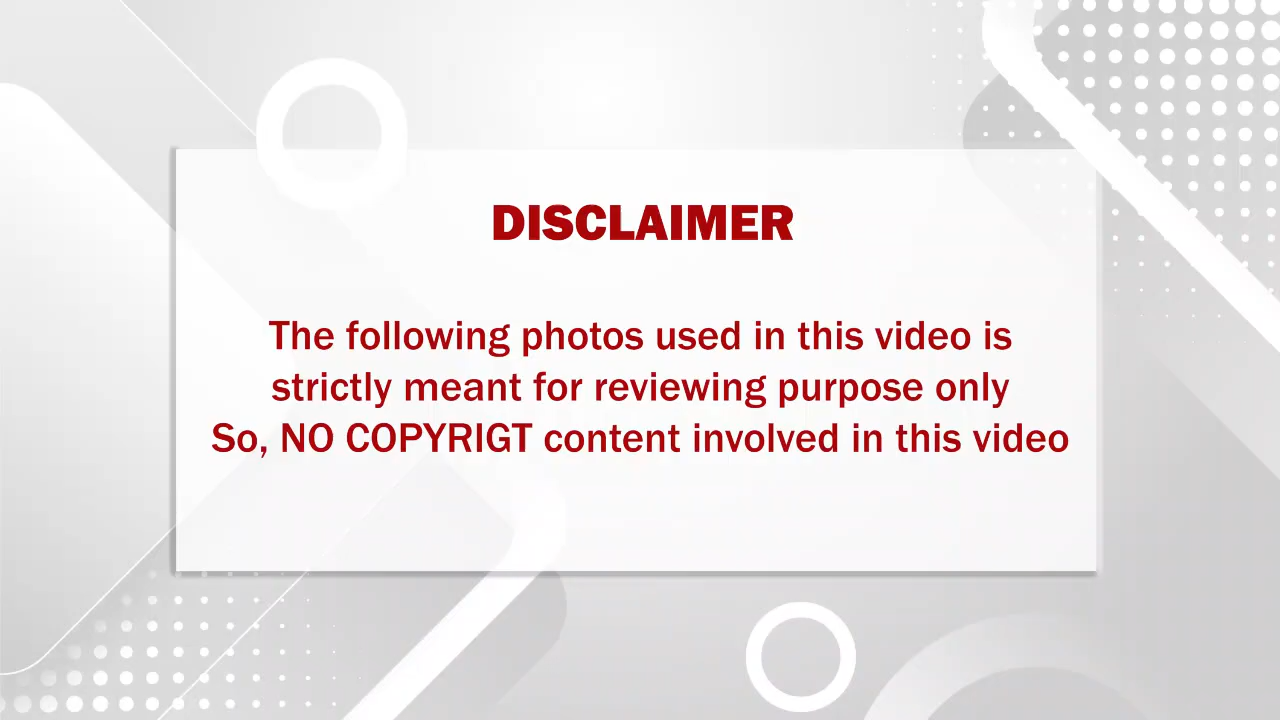 DISCLAIMER
The following photos used in this video is
strictly meant for reviewing purpose only
So, NO COPYRIGT content involved in this video